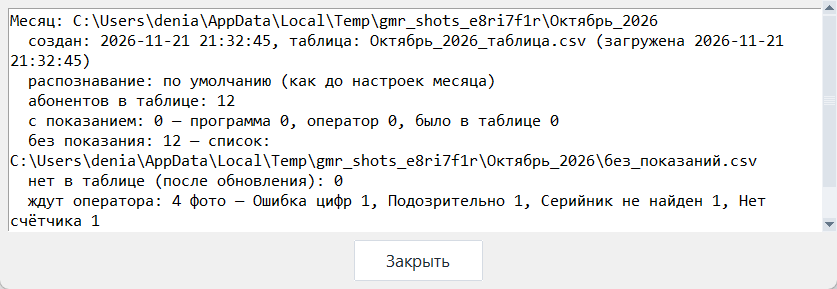 Месяц: C:\Users\denia\AppData\Local\Temp\gmr_shots_e8ri7f1r\Октябрь_2026
создан: 2026-11-21 21:32:45, таблица: Октябрь_2026_таблица.csv (загружена 2026-11-21
21:32:45)
распознавание: по умолчанию (как до настроек месяца)
абонентов в таблице: 12
с показанием: 0 — программа 0, оператор 0, было в таблице 0
без показания: 12 — список:
C:\Users\denia\AppData\Local\Temp\gmr_shots_e8ri7f1r\Октябрь_2026\без_показаний.csv
нет в таблице (после обновления): 0
ждут оператора: 4 фото — Ошибка цифр 1, Подозрительно 1, Серийник не найден 1, Нет
счётчика 1
Закрыть